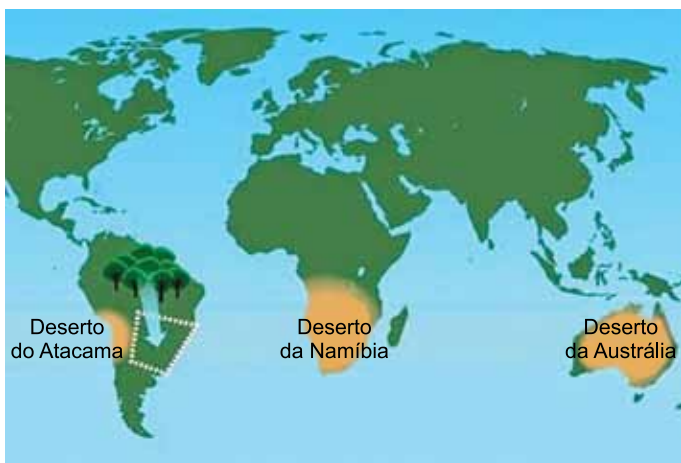 Deserto
do Atacama
Deserto
da Namíbia
Deserto
da Austrália